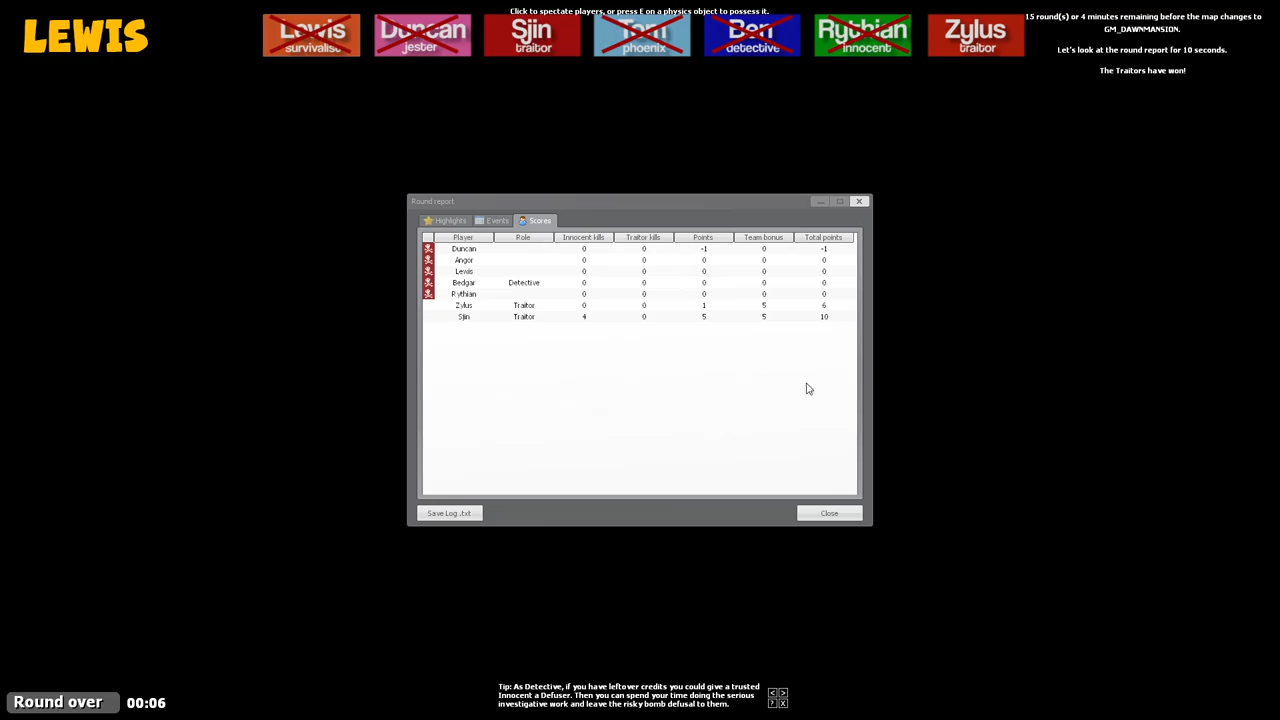 LEWIS
Click to spectate players, or press E on a physics object to possess it.
Lewis
survivalist
Duncan
jester
Sjin
traitor
Tom
phoenix
Ben
detective
Rythian
innocent
Zylus
traitor
15 round(s) or 4 minutes remaining before the map changes to
GM_DAWNMANSION.
Let's look at the round report for 10 seconds.
The Traitors have won!
Round report
Highlights Events Scores
Player Role Innocent kills Traitor kills Points Team bonus Total points
Duncan 0 0 -1 0 -1
Angor 0 0 0 0 0
Lewis 0 0 0 0 0
Bedgar Detective 0 0 0 0 0
Rythian 0 0 0 0 0
Zylus Traitor 0 0 1 5 6
Sjin Traitor 4 0 5 5 10
Save Log .txt
Close
Tip: As Detective, if you have leftover credits you could give a trusted
Innocent a Defuser. Then you can spend your time doing the serious
investigative work and leave the risky bomb defusal to them.
< >
? X
Round over 00:06